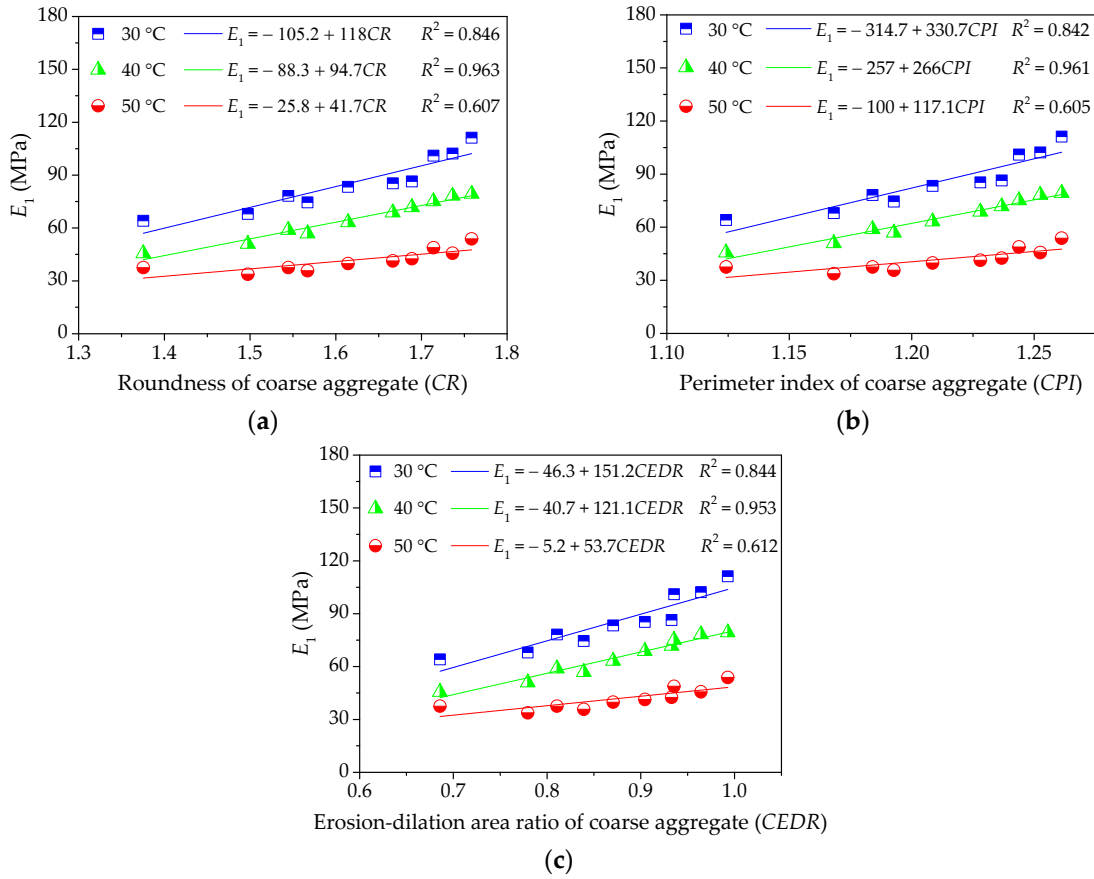 180
150
120
90
60
30
0
E₁ (MPa)
30 °C E₁ = − 105.2 + 118CR R² = 0.846
40 °C E₁ = − 88.3 + 94.7CR R² = 0.963
50 °C E₁ = − 25.8 + 41.7CR R² = 0.607
1.3 1.4 1.5 1.6 1.7 1.8
Roundness of coarse aggregate (CR)
(a)
180
150
120
90
60
30
0
E₁ (MPa)
30 °C E₁ = − 314.7 + 330.7CPI R² = 0.842
40 °C E₁ = − 257 + 266CPI R² = 0.961
50 °C E₁ = − 100 + 117.1CPI R² = 0.605
1.10 1.15 1.20 1.25
Perimeter index of coarse aggregate (CPI)
(b)
180
150
120
90
60
30
0
E₁ (MPa)
30 °C E₁ = − 46.3 + 151.2CEDR R² = 0.844
40 °C E₁ = − 40.7 + 121.1CEDR R² = 0.953
50 °C E₁ = − 5.2 + 53.7CEDR R² = 0.612
0.6 0.7 0.8 0.9 1.0
Erosion-dilation area ratio of coarse aggregate (CEDR)
(c)